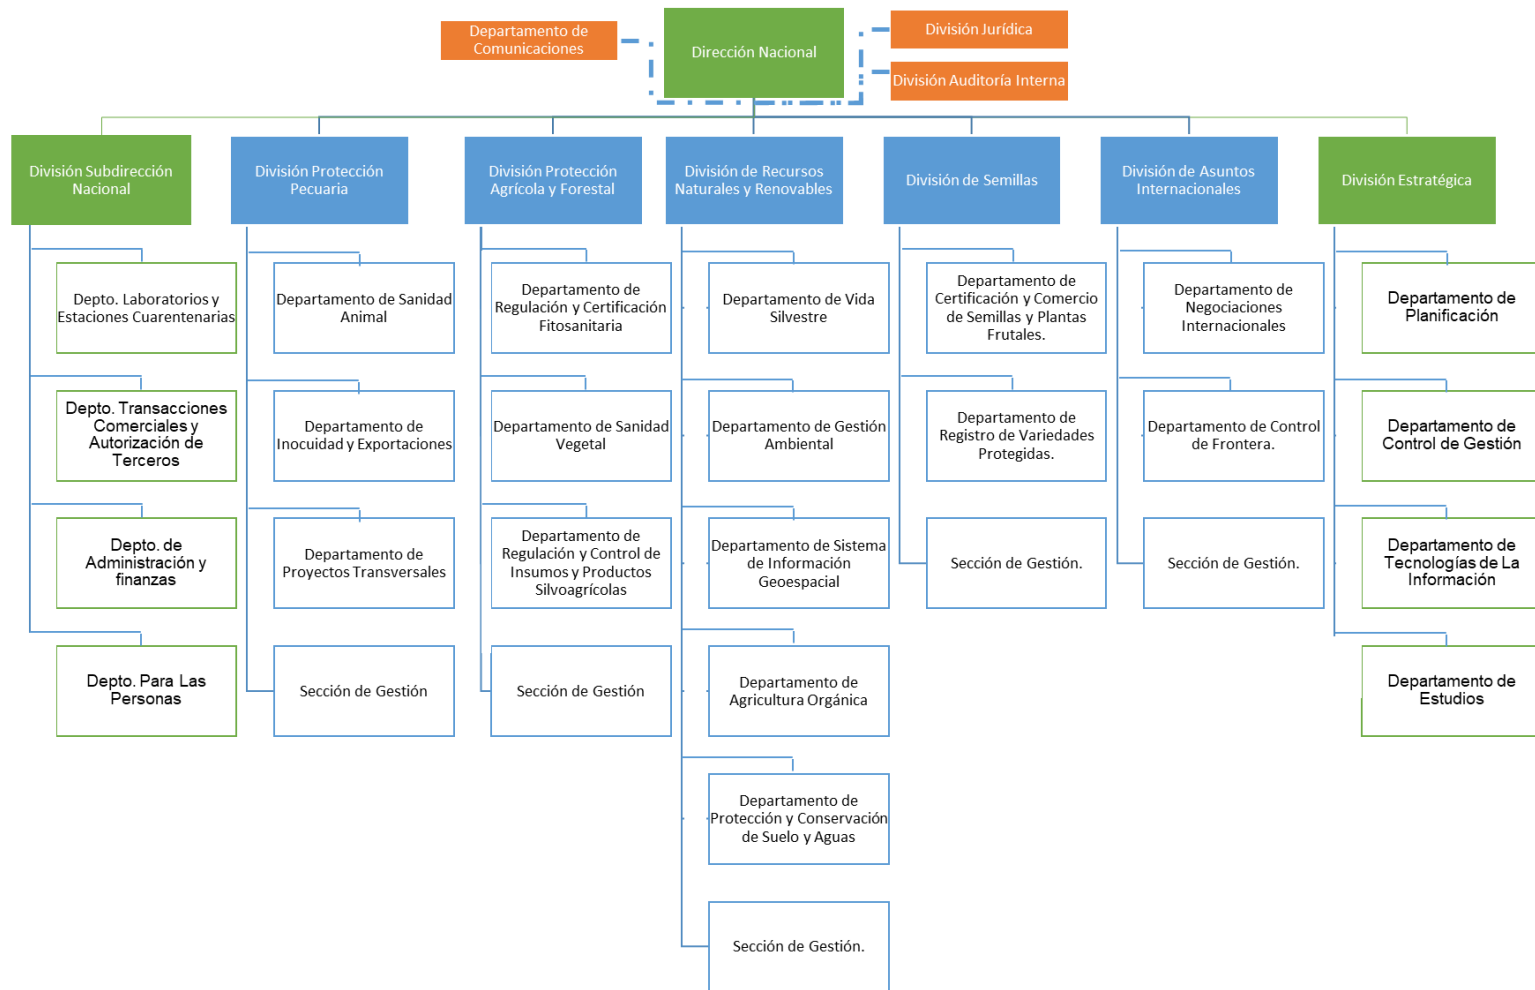 Departamento de
Comunicaciones
Dirección Nacional
División Jurídica
División Auditoría Interna
División Subdirección
Nacional
División Protección
Pecuaria
División Protección
Agrícola y Forestal
División de Recursos
Naturales y Renovables
División de Semillas
División de Asuntos
Internacionales
División Estratégica
Depto. Laboratorios y
Estaciones Cuarentenarias
Departamento de Sanidad
Animal
Departamento de
Regulación y Certificación
Fitosanitaria
Departamento de Vida
Silvestre
Departamento de
Certificación y Comercio
de Semillas y Plantas
Frutales.
Departamento de
Negociaciones
Internacionales
Departamento de
Planificación
Depto. Transacciones
Comerciales y
Autorización de
Terceros
Departamento de
Inocuidad y Exportaciones
Departamento de Sanidad
Vegetal
Departamento de Gestión
Ambiental
Departamento de
Registro de Variedades
Protegidas.
Departamento de Control
de Frontera.
Departamento de
Control de Gestión
Depto. de
Administración y
finanzas
Departamento de
Proyectos Transversales
Departamento de
Regulación y Control de
Insumos y Productos
Silvoagrícolas
Departamento de Sistema
de Información
Geoespacial
Sección de Gestión.
Sección de Gestión.
Departamento de
Tecnologías de La
Información
Depto. Para Las
Personas
Sección de Gestión
Sección de Gestión
Departamento de
Agricultura Orgánica
Departamento de
Estudios
Departamento de
Protección y Conservación
de Suelo y Aguas
Sección de Gestión.